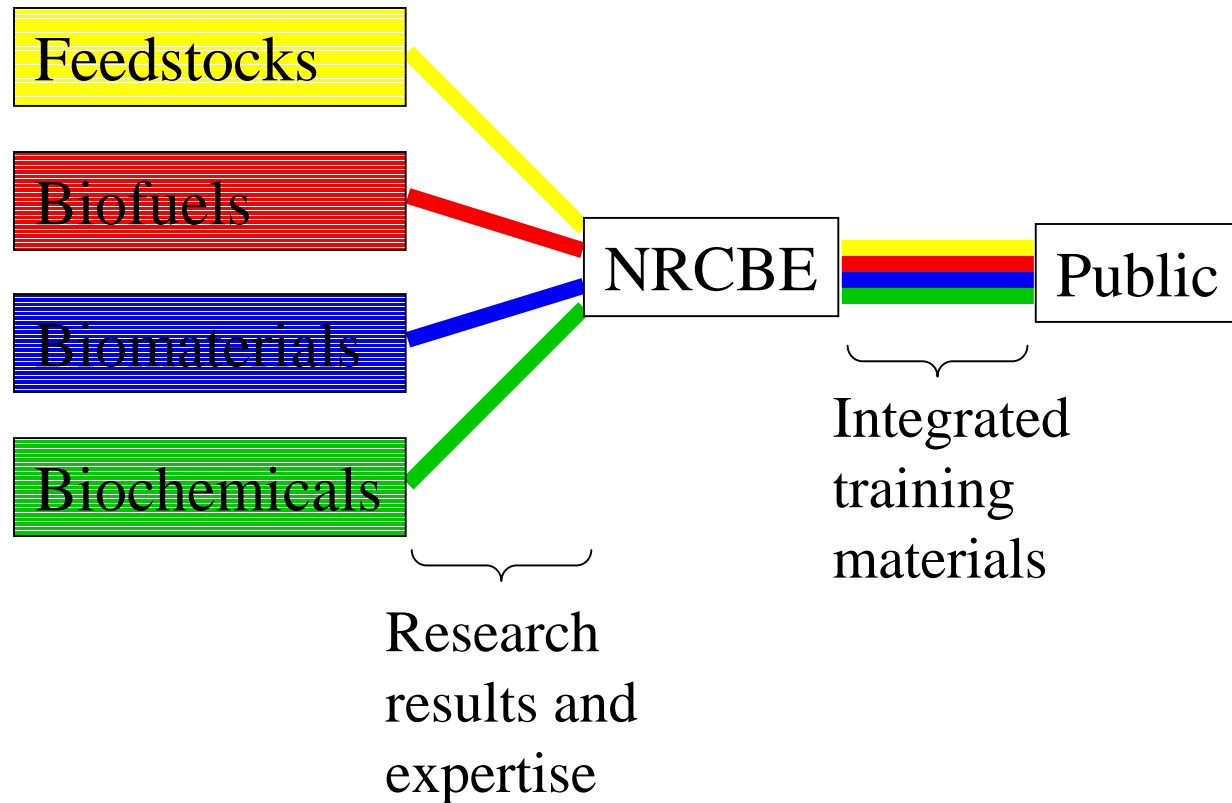 Feedstocks
Biofuels
Biomaterials
Biochemicals
NRCBE
Public
Integrated
training
materials
Research
results and
expertise